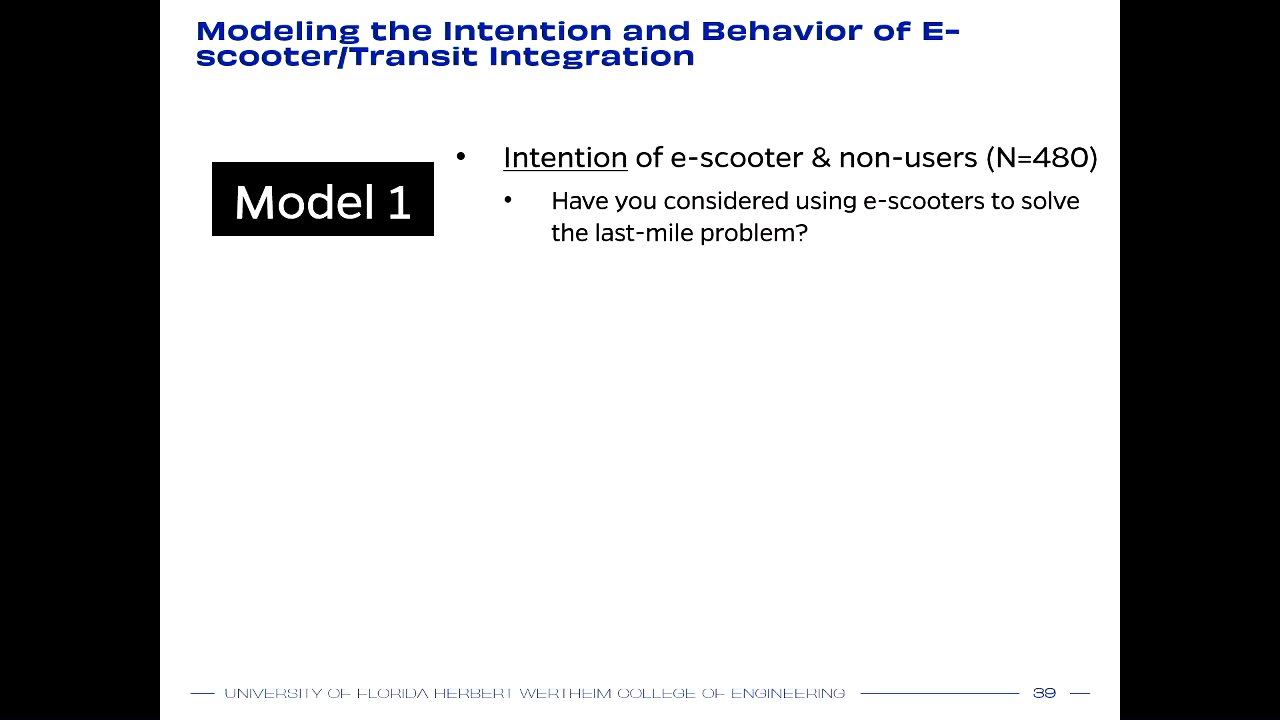 Modeling the Intention and Behavior of E-
scooter/Transit Integration
Model 1
• Intention of e-scooter & non-users (N=480)
• Have you considered using e-scooters to solve
the last-mile problem?
UNIVERSITY OF FLORIDA HERBERT WERTHEIM COLLEGE OF ENGINEERING 39